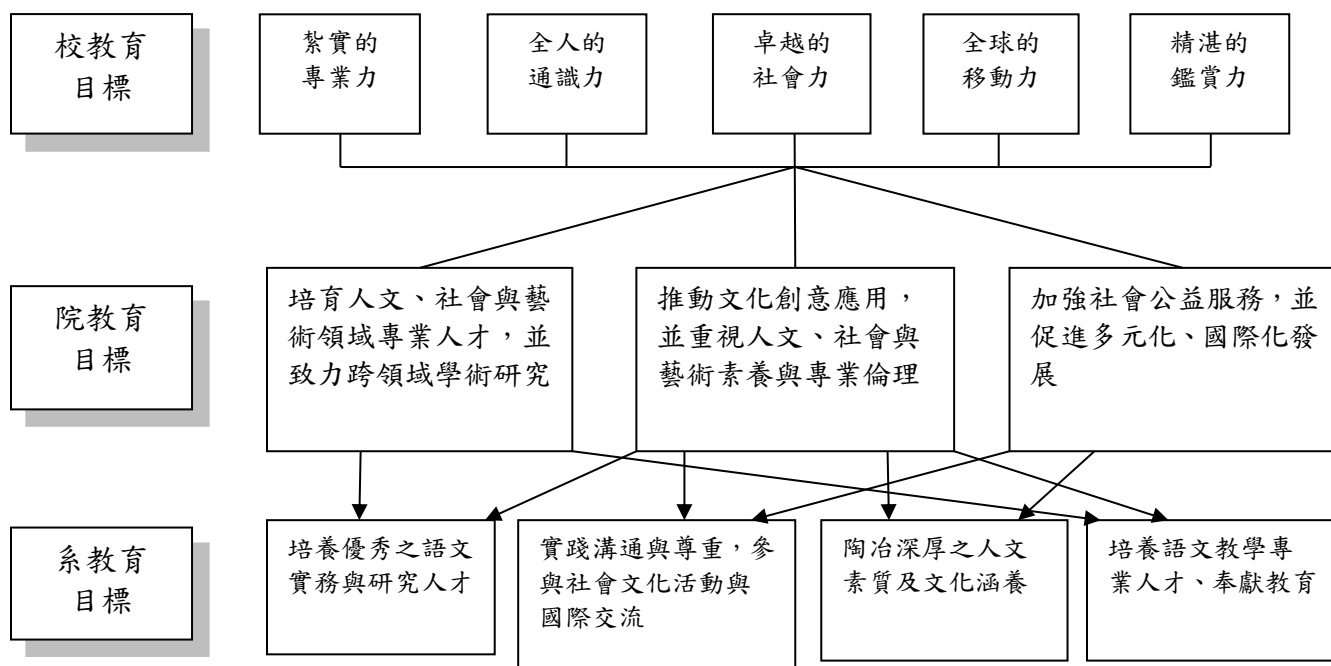 校教育
目標
紮實的
專業力
全人的
通識力
卓越的
社會力
全球的
移動力
精湛的
鑑賞力
院教育
目標
培育人文、社會與藝
術領域專業人才，並
致力跨領域學術研究
推動文化創意應用，
並重視人文、社會與
藝術素養與專業倫理
加強社會公益服務，並
促進多元化、國際化發
展
系教育
目標
培養優秀之語文
實務與研究人才
實踐溝通與尊重，參
與社會文化活動與
國際交流
陶冶深厚之人文
素質及文化涵養
培養語文教學專
業人才、奉獻教育